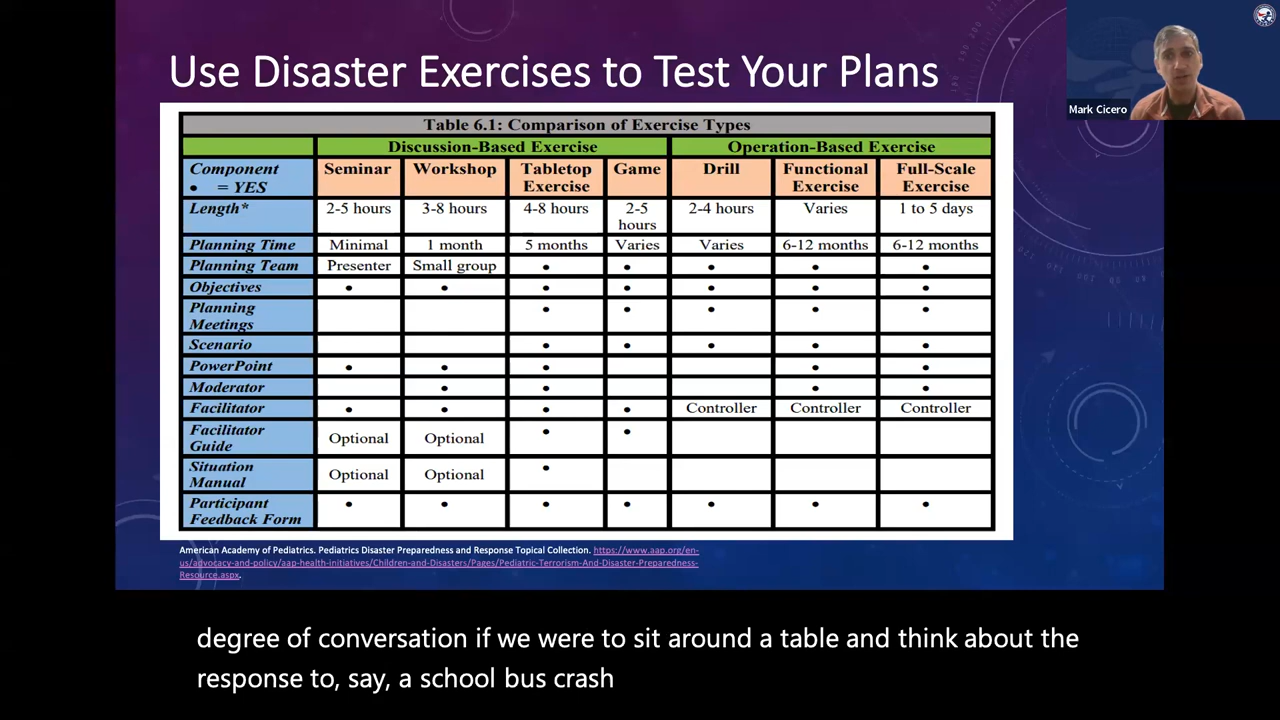 Use Disaster Exercises to Test Your Plans
Mark Cicero
Table 6.1: Comparison of Exercise Types
Discussion-Based Exercise Operation-Based Exercise
Component Seminar Workshop Tabletop Game Drill Functional Full-Scale
• = YES Exercise Exercise Exercise
Length* 2-5 hours 3-8 hours 4-8 hours 2-5 2-4 hours Varies 1 to 5 days
hours
Planning Time Minimal 1 month 5 months Varies Varies 6-12 months 6-12 months
Planning Team Presenter Small group • • • • •
Objectives • • • • • • •
Planning • • • • •
Meetings
Scenario • • • • •
PowerPoint • • • • •
Moderator • • • •
Facilitator • • • • Controller Controller Controller
Facilitator • •
Guide Optional Optional
Situation •
Manual Optional Optional
Participant • • • • • • •
Feedback Form
American Academy of Pediatrics. Pediatrics Disaster Preparedness and Response Topical Collection. https://www.aap.org/en-
us/advocacy-and-policy/aap-health-initiatives/Children-and-Disasters/Pages/Pediatric-Terrorism-And-Disaster-Preparedness-
Resource.aspx.
degree of conversation if we were to sit around a table and think about the
response to, say, a school bus crash